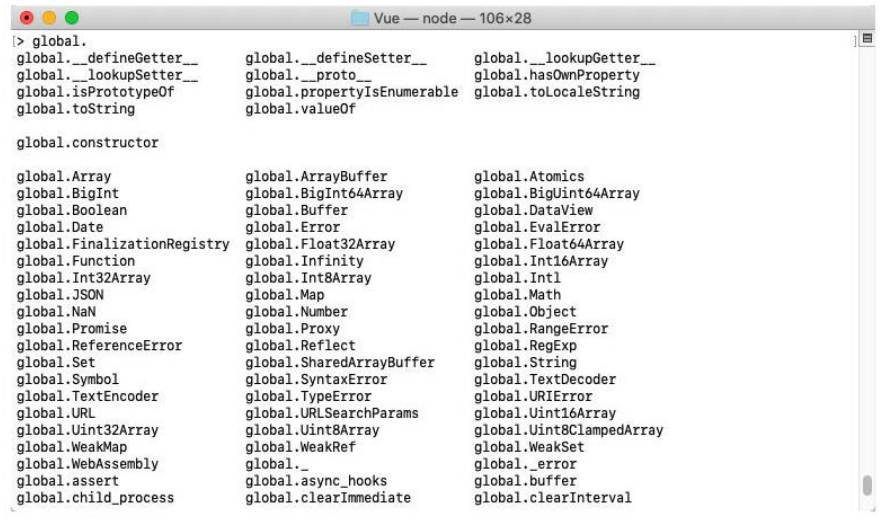 Vue — node — 106×28
[> global. ]
global.__defineGetter__ global.__defineSetter__ global.__lookupGetter__
global.__lookupSetter__ global.__proto__ global.hasOwnProperty
global.isPrototypeOf global.propertyIsEnumerable global.toLocaleString
global.toString global.valueOf
global.constructor
global.Array global.ArrayBuffer global.Atomics
global.BigInt global.BigInt64Array global.BigUint64Array
global.Boolean global.Buffer global.DataView
global.Date global.Error global.EvalError
global.FinalizationRegistry global.Float32Array global.Float64Array
global.Function global.Infinity global.Int16Array
global.Int32Array global.Int8Array global.Intl
global.JSON global.Map global.Math
global.NaN global.Number global.Object
global.Promise global.Proxy global.RangeError
global.ReferenceError global.Reflect global.RegExp
global.Set global.SharedArrayBuffer global.String
global.Symbol global.SyntaxError global.TextDecoder
global.TextEncoder global.TypeError global.URIError
global.URL global.URLSearchParams global.Uint16Array
global.Uint32Array global.Uint8Array global.Uint8ClampedArray
global.WeakMap global.WeakRef global.WeakSet
global.WebAssembly global._ global._error
global.assert global.async_hooks global.buffer
global.child_process global.clearImmediate global.clearInterval